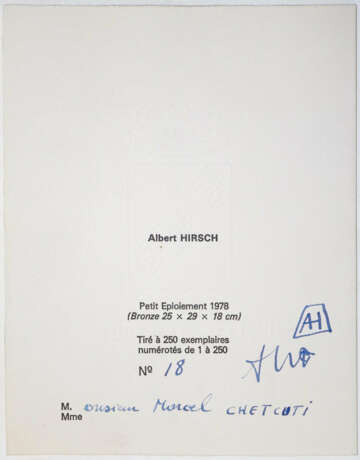 Albert HIRSCH
Petit Eploiement 1978
(Bronze 25 × 29 × 18 cm)
Tiré à 250 exemplaires
numérotés de 1 à 250
AH
No 18
M. onsieur Marcel CHETCUTI
Mme